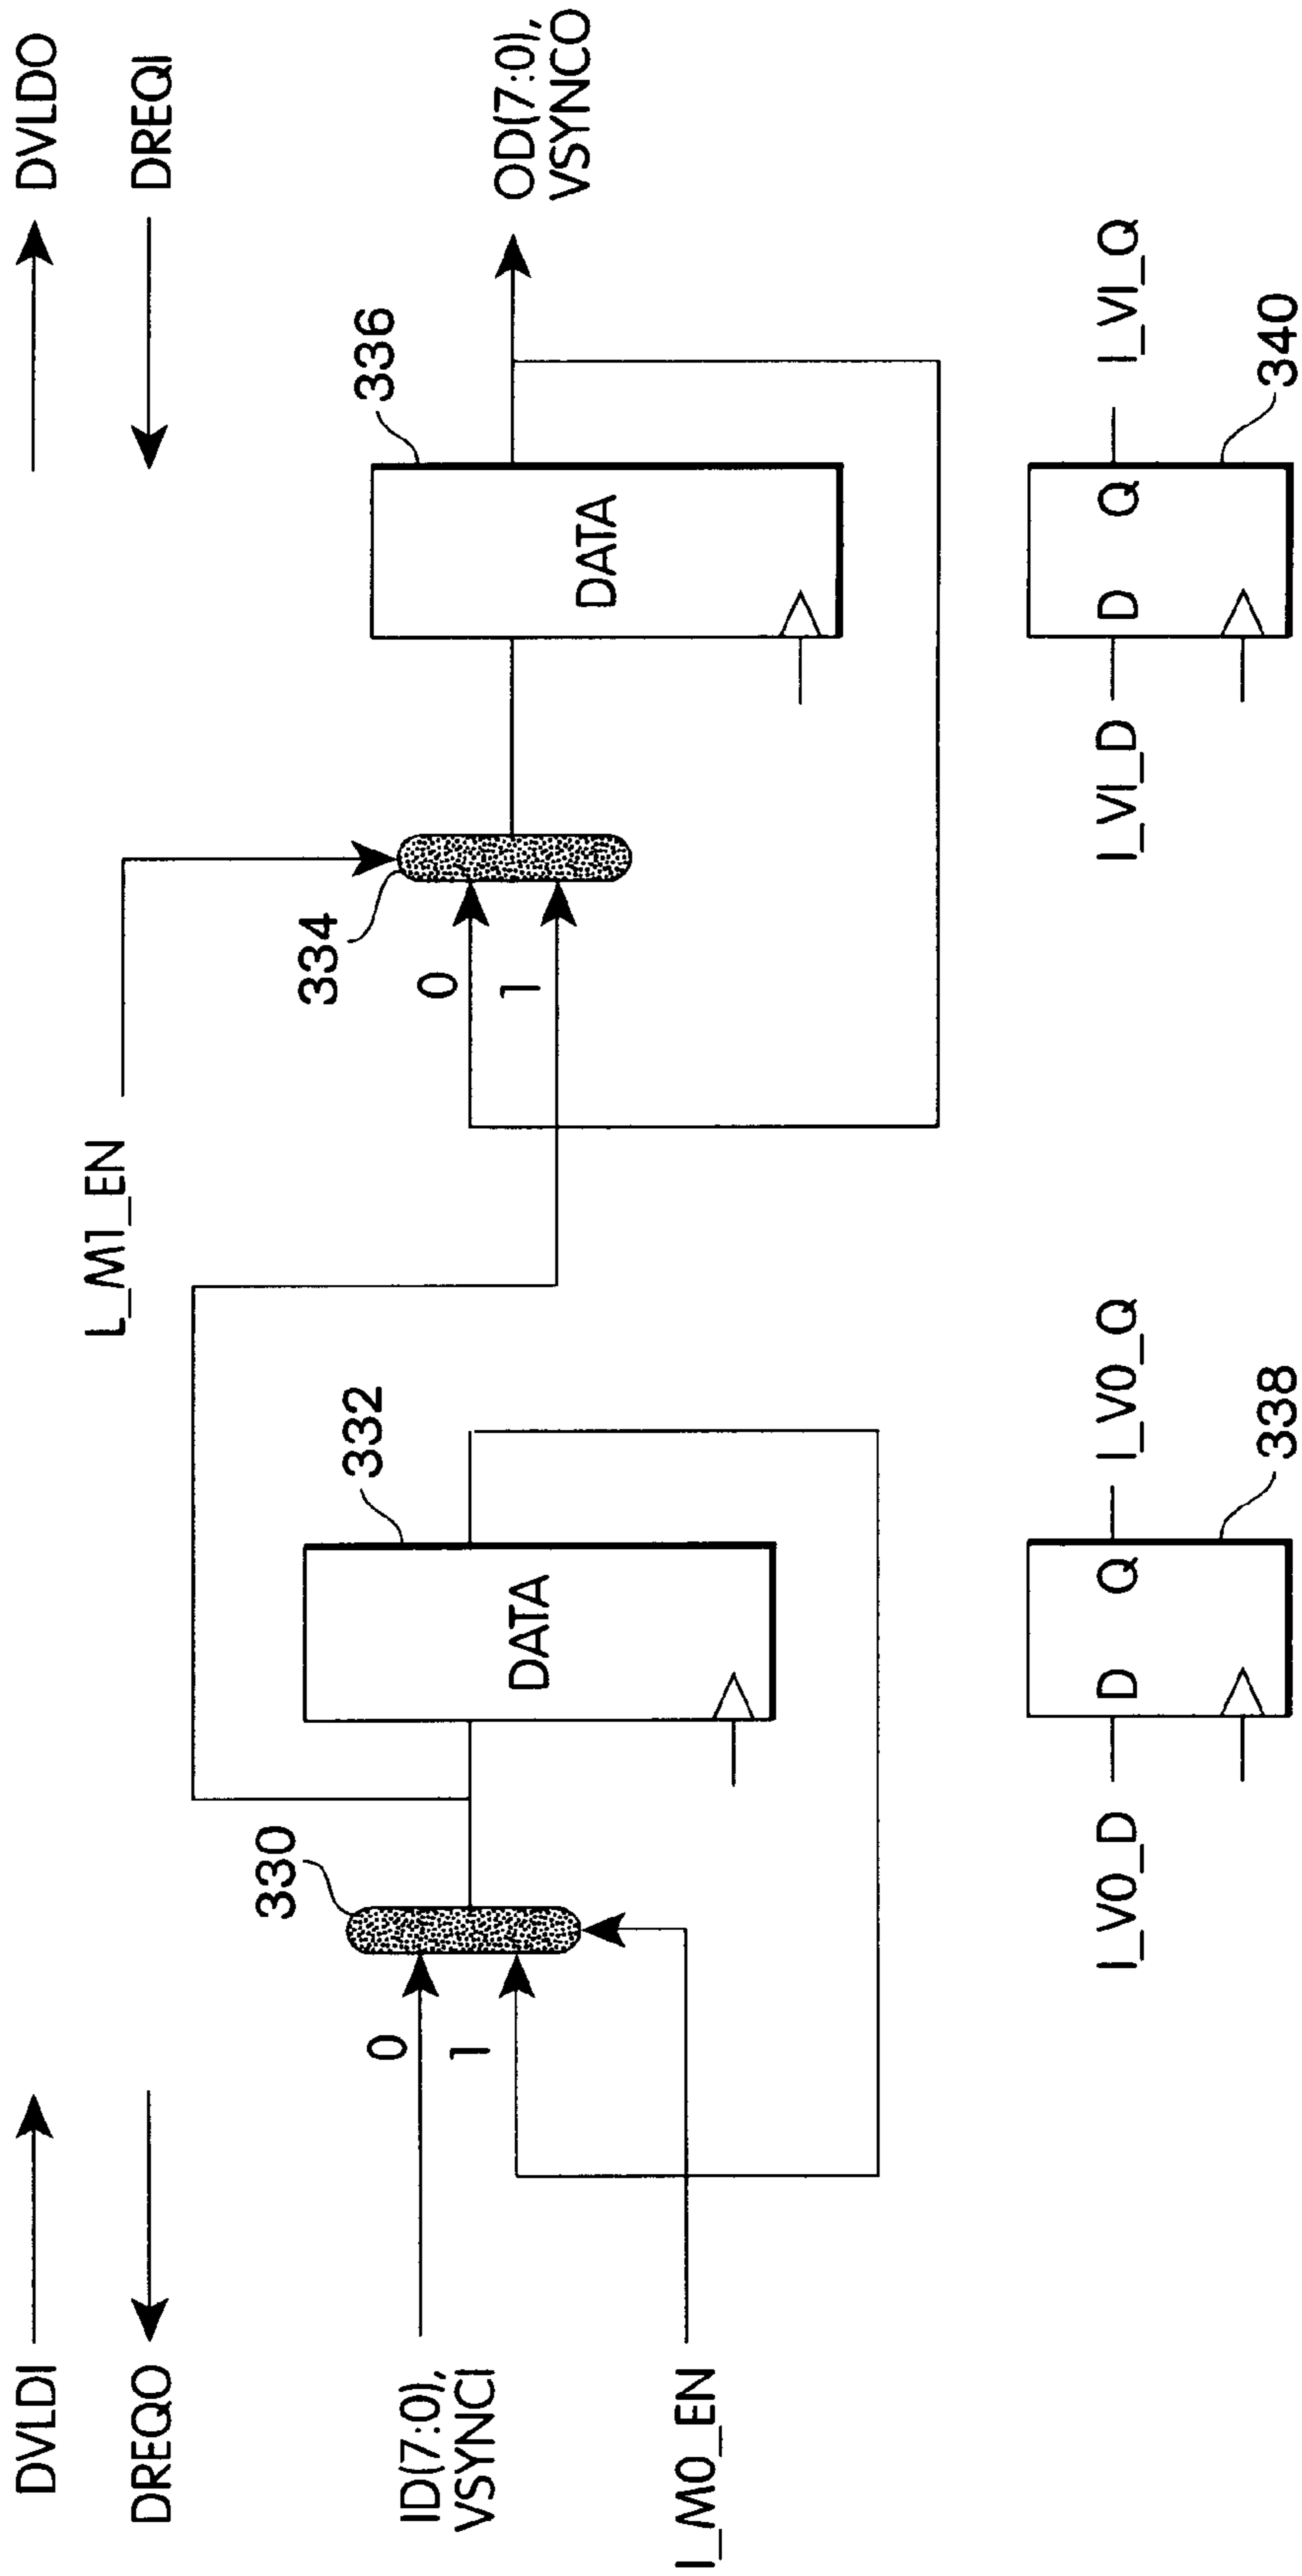 DVLDI
DVLDO
DREQO
DREQI
L_M1_EN
ID(7:0),
VSYNCI
OD(7:0),
VSYNCO
330
0
1
332
DATA
334
0
1
336
DATA
I_M0_EN
I_V0_D
D
Q
I_V0_Q
338
I_VI_D
D
Q
I_VI_Q
340